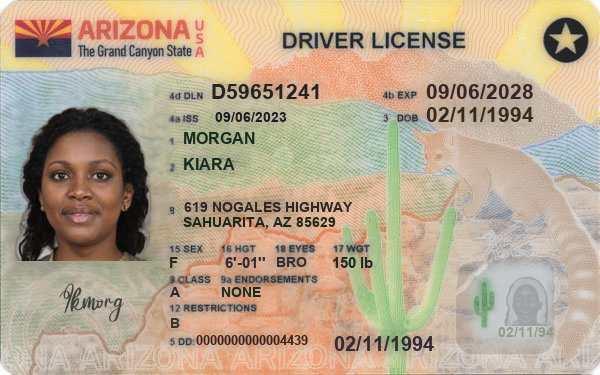 ARIZONA USA
The Grand Canyon State
DRIVER LICENSE
4d DLN D59651241 4b EXP 09/06/2028
4a ISS 09/06/2023 3 DOB 02/11/1994
1 MORGAN
2 KIARA
8 619 NOGALES HIGHWAY
SAHUARITA, AZ 85629
15 SEX 16 HGT 18 EYES 17 WGT
F 6'-01" BRO 150 lb
9 CLASS 9a ENDORSEMENTS
A NONE
12 RESTRICTIONS
B
5 DD: 0000000000004439
02/11/1994
02/11/94
ARIZONA ARIZONA ARIZONA ARIZONA